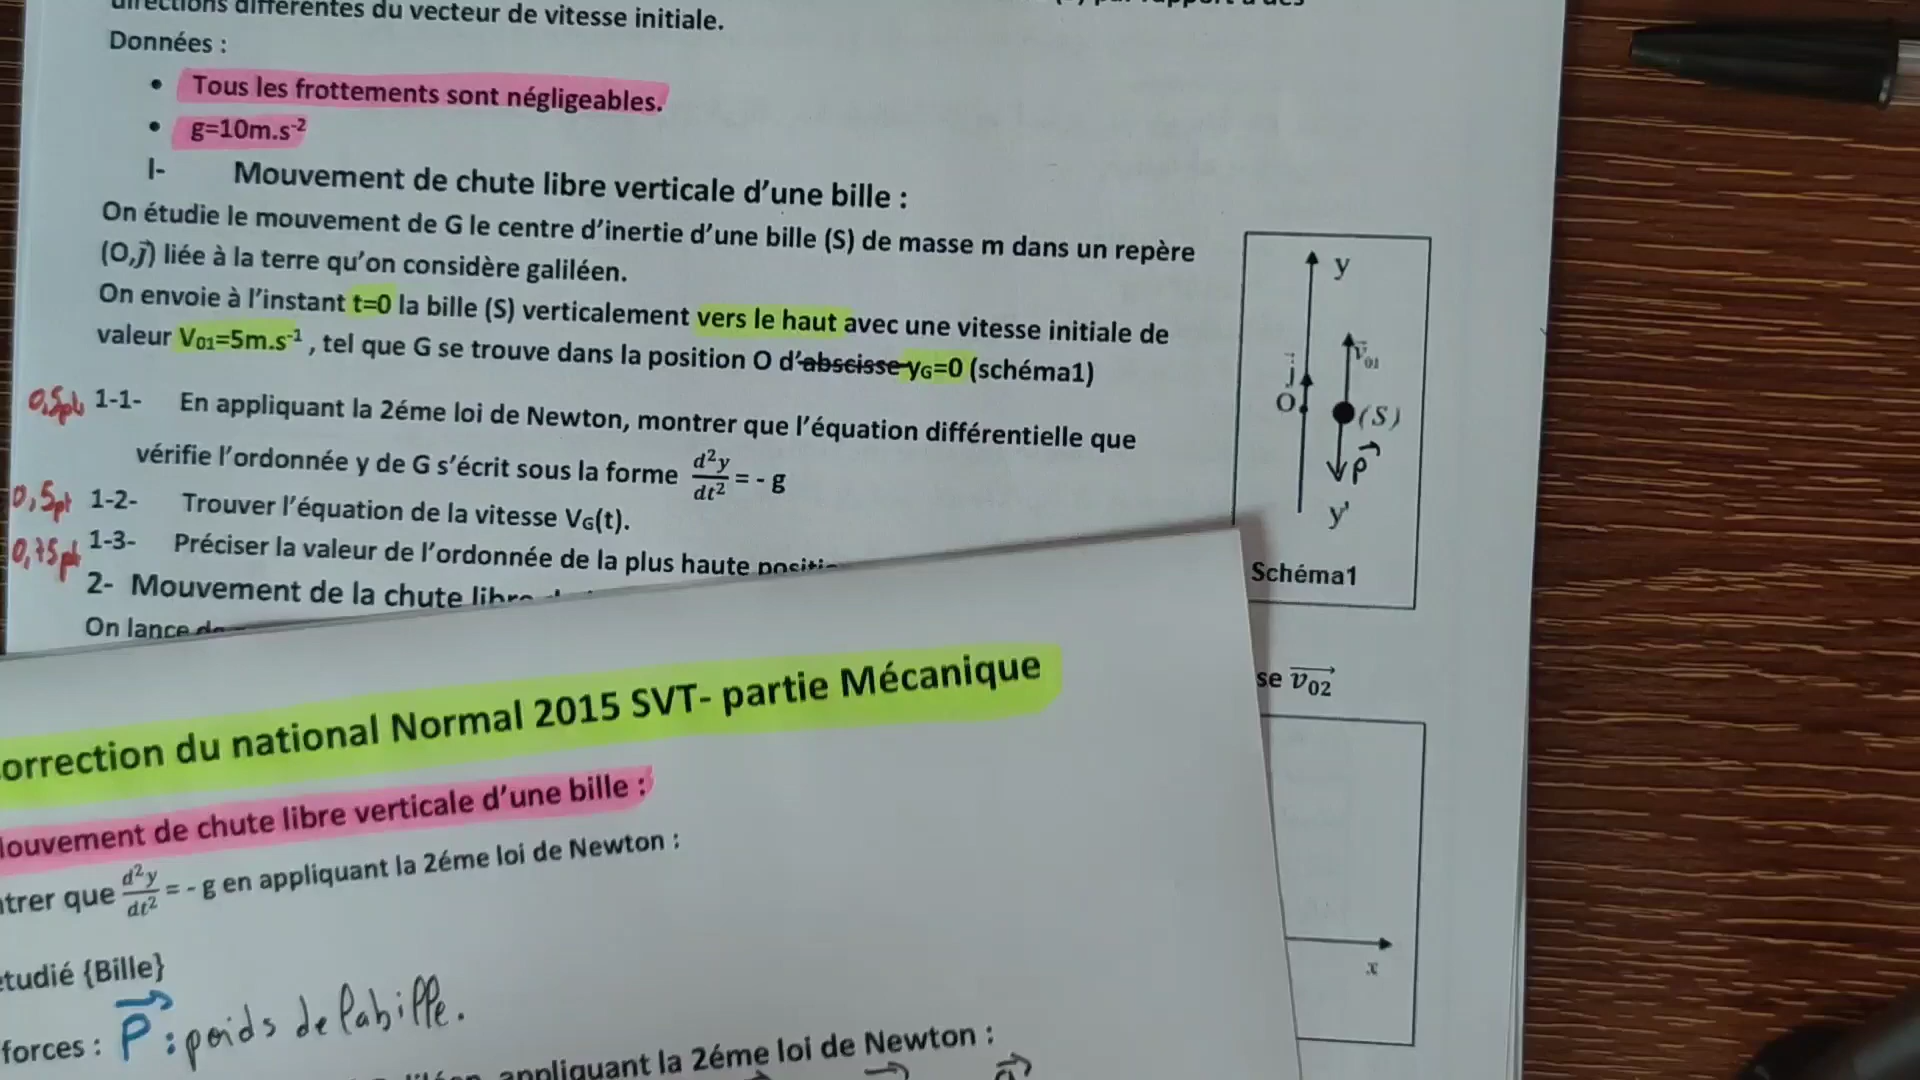 directions différentes du vecteur de vitesse initiale.
Données :
• Tous les frottements sont négligeables.
• g=10m.s⁻²
I- Mouvement de chute libre verticale d'une bille :
On étudie le mouvement de G le centre d'inertie d'une bille (S) de masse m dans un repère
(O,j⃗) liée à la terre qu'on considère galiléen.
On envoie à l'instant t=0 la bille (S) verticalement vers le haut avec une vitesse initiale de
valeur V₀₁=5m.s⁻¹ , tel que G se trouve dans la position O d'abscisse yG=0 (schéma1)
0,5pt 1-1- En appliquant la 2éme loi de Newton, montrer que l'équation différentielle que
vérifie l'ordonnée y de G s'écrit sous la forme d²y/dt² = - g
0,5pt 1-2- Trouver l'équation de la vitesse VG(t).
0,75pt 1-3- Préciser la valeur de l'ordonnée de la plus haute
2- Mouvement de la chute
On lance
y
v⃗₀₁
j⃗
O
(S)
P⃗
y'
Schéma1
se v₀₂⃗
x
orrection du national Normal 2015 SVT- partie Mécanique
ouvement de chute libre verticale d'une bille :
ntrer que d²y/dt² = - g en appliquant la 2éme loi de Newton :
étudié {Bille}
forces : P⃗ : poids de la bille.
appliquant la 2éme loi de Newton :